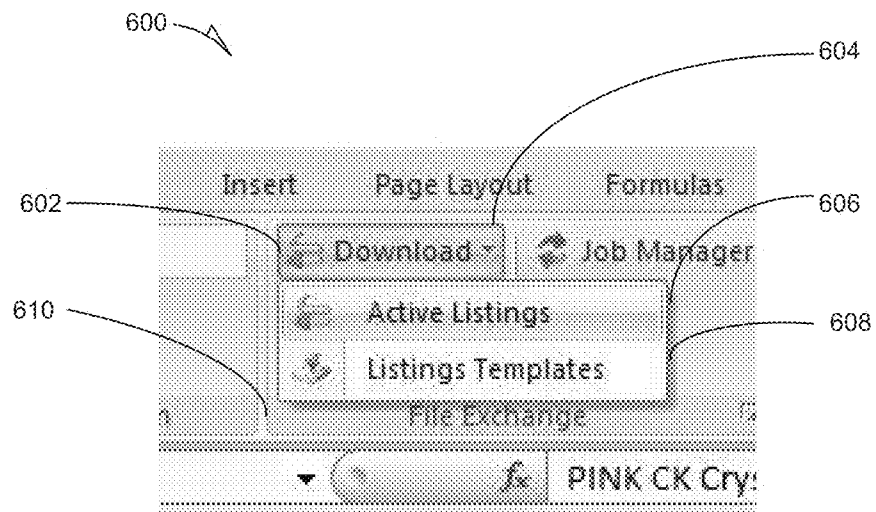 600
604
Insert Page Layout Formulas
602
606
Download Job Manager
610
Active Listings
608
Listings Templates
File Exchange
fx PINK CK Crys